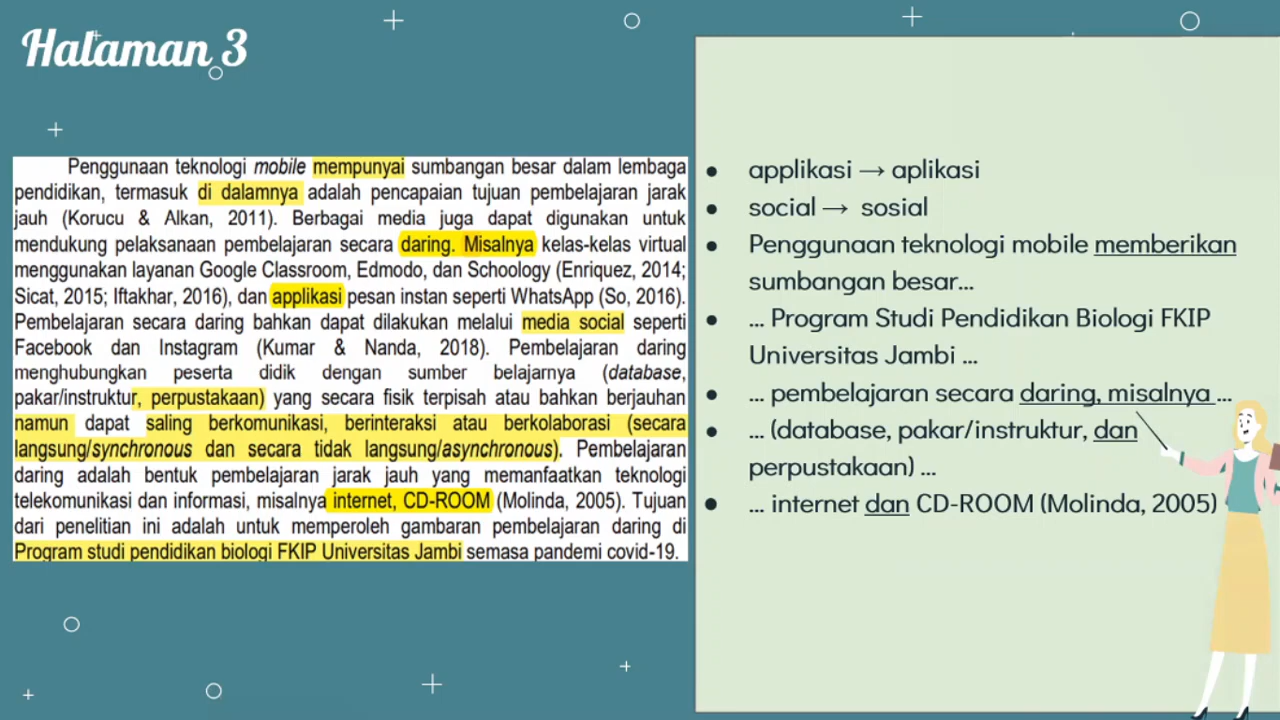 Halaman 3
Penggunaan teknologi mobile mempunyai sumbangan besar dalam lembaga
pendidikan, termasuk di dalamnya adalah pencapaian tujuan pembelajaran jarak
jauh (Korucu & Alkan, 2011). Berbagai media juga dapat digunakan untuk
mendukung pelaksanaan pembelajaran secara daring. Misalnya kelas-kelas virtual
menggunakan layanan Google Classroom, Edmodo, dan Schoology (Enriquez, 2014;
Sicat, 2015; Iftakhar, 2016), dan applikasi pesan instan seperti WhatsApp (So, 2016).
Pembelajaran secara daring bahkan dapat dilakukan melalui media social seperti
Facebook dan Instagram (Kumar & Nanda, 2018). Pembelajaran daring
menghubungkan peserta didik dengan sumber belajarnya (database,
pakar/instruktur, perpustakaan) yang secara fisik terpisah atau bahkan berjauhan
namun dapat saling berkomunikasi, berinteraksi atau berkolaborasi (secara
langsung/synchronous dan secara tidak langsung/asynchronous). Pembelajaran
daring adalah bentuk pembelajaran jarak jauh yang memanfaatkan teknologi
telekomunikasi dan informasi, misalnya internet, CD-ROOM (Molinda, 2005). Tujuan
dari penelitian ini adalah untuk memperoleh gambaran pembelajaran daring di
Program studi pendidikan biologi FKIP Universitas Jambi semasa pandemi covid-19.
● applikasi → aplikasi
● social → sosial
● Penggunaan teknologi mobile memberikan
sumbangan besar...
● ... Program Studi Pendidikan Biologi FKIP
Universitas Jambi ...
● ... pembelajaran secara daring, misalnya ...
● ... (database, pakar/instruktur, dan
perpustakaan) ...
● ... internet dan CD-ROOM (Molinda, 2005)